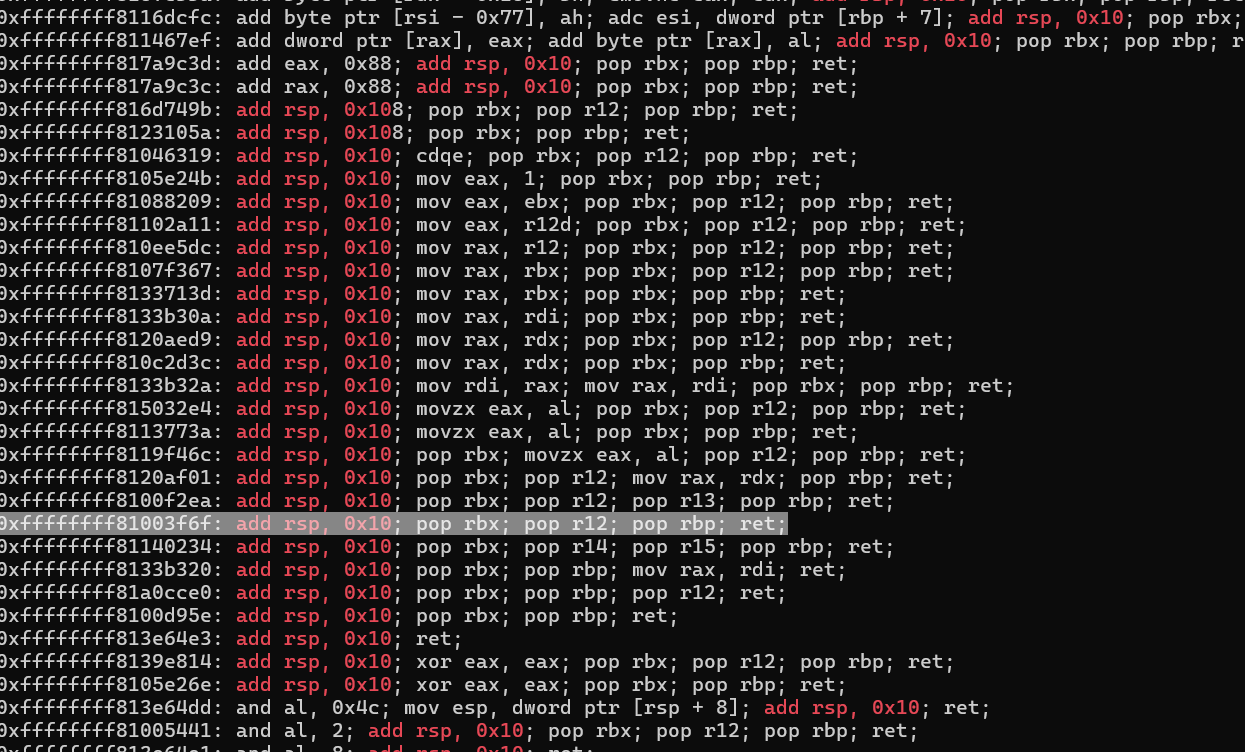 0xffffffff8116dcfc: add byte ptr [rsi - 0x77], ah; adc esi, dword ptr [rbp + 7]; add rsp, 0x10; pop rbx;
0xffffffff811467ef: add dword ptr [rax], eax; add byte ptr [rax], al; add rsp, 0x10; pop rbx; pop rbp; r
0xffffffff817a9c3d: add eax, 0x88; add rsp, 0x10; pop rbx; pop rbp; ret;
0xffffffff817a9c3c: add rax, 0x88; add rsp, 0x10; pop rbx; pop rbp; ret;
0xffffffff816d749b: add rsp, 0x108; pop rbx; pop r12; pop rbp; ret;
0xffffffff8123105a: add rsp, 0x108; pop rbx; pop rbp; ret;
0xffffffff81046319: add rsp, 0x10; cdqe; pop rbx; pop r12; pop rbp; ret;
0xffffffff8105e24b: add rsp, 0x10; mov eax, 1; pop rbx; pop rbp; ret;
0xffffffff81088209: add rsp, 0x10; mov eax, ebx; pop rbx; pop r12; pop rbp; ret;
0xffffffff81102a11: add rsp, 0x10; mov eax, r12d; pop rbx; pop r12; pop rbp; ret;
0xffffffff810ee5dc: add rsp, 0x10; mov rax, r12; pop rbx; pop r12; pop rbp; ret;
0xffffffff8107f367: add rsp, 0x10; mov rax, rbx; pop rbx; pop r12; pop rbp; ret;
0xffffffff8133713d: add rsp, 0x10; mov rax, rbx; pop rbx; pop rbp; ret;
0xffffffff8133b30a: add rsp, 0x10; mov rax, rdi; pop rbx; pop rbp; ret;
0xffffffff8120aed9: add rsp, 0x10; mov rax, rdx; pop rbx; pop r12; pop rbp; ret;
0xffffffff810c2d3c: add rsp, 0x10; mov rax, rdx; pop rbx; pop rbp; ret;
0xffffffff8133b32a: add rsp, 0x10; mov rdi, rax; mov rax, rdi; pop rbx; pop rbp; ret;
0xffffffff815032e4: add rsp, 0x10; movzx eax, al; pop rbx; pop r12; pop rbp; ret;
0xffffffff8113773a: add rsp, 0x10; movzx eax, al; pop rbx; pop rbp; ret;
0xffffffff8119f46c: add rsp, 0x10; pop rbx; movzx eax, al; pop r12; pop rbp; ret;
0xffffffff8120af01: add rsp, 0x10; pop rbx; pop r12; mov rax, rdx; pop rbp; ret;
0xffffffff8100f2ea: add rsp, 0x10; pop rbx; pop r12; pop r13; pop rbp; ret;
0xffffffff81003f6f: add rsp, 0x10; pop rbx; pop r12; pop rbp; ret;
0xffffffff81140234: add rsp, 0x10; pop rbx; pop r14; pop r15; pop rbp; ret;
0xffffffff8133b320: add rsp, 0x10; pop rbx; pop rbp; mov rax, rdi; ret;
0xffffffff81a0cce0: add rsp, 0x10; pop rbx; pop rbp; pop r12; ret;
0xffffffff8100d95e: add rsp, 0x10; pop rbx; pop rbp; ret;
0xffffffff813e64e3: add rsp, 0x10; ret;
0xffffffff8139e814: add rsp, 0x10; xor eax, eax; pop rbx; pop r12; pop rbp; ret;
0xffffffff8105e26e: add rsp, 0x10; xor eax, eax; pop rbx; pop rbp; ret;
0xffffffff813e64dd: and al, 0x4c; mov esp, dword ptr [rsp + 8]; add rsp, 0x10; ret;
0xffffffff81005441: and al, 2; add rsp, 0x10; pop rbx; pop r12; pop rbp; ret;